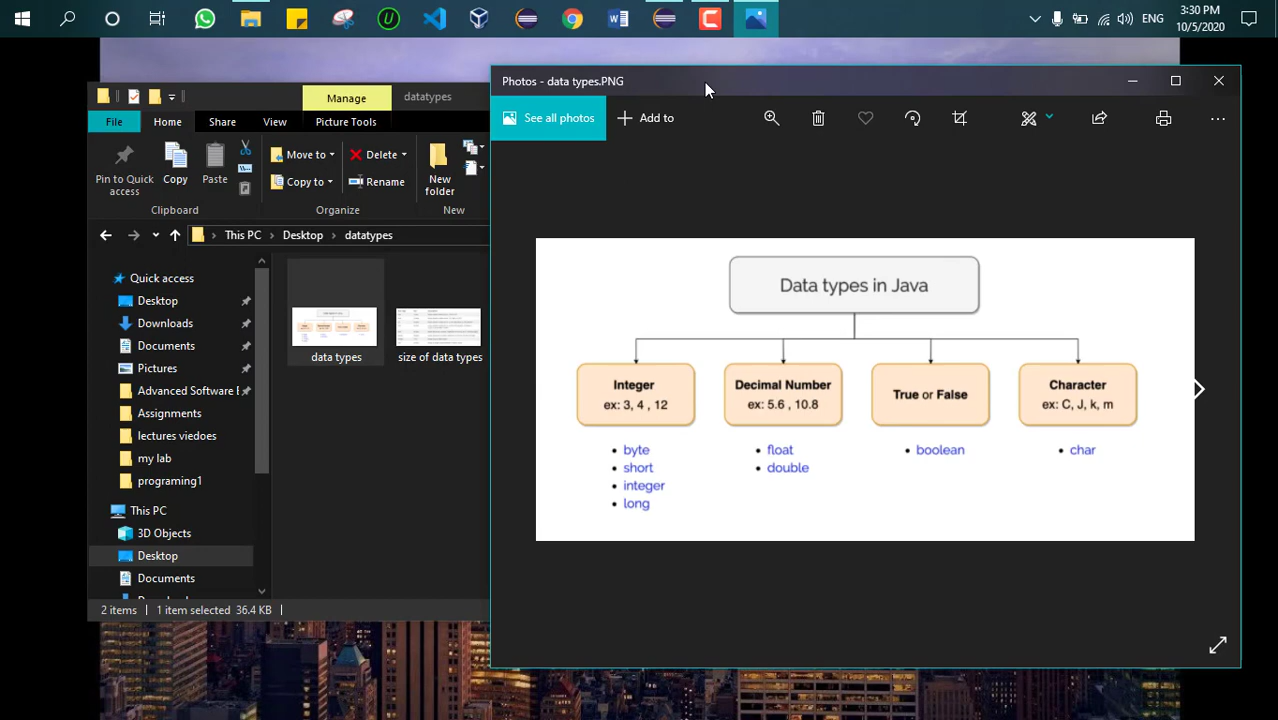 3:30 PM
ENG
10/5/2020
Manage
datatypes
File
Home
Share
View
Picture Tools
Pin to Quick access
Copy
Paste
Move to
Copy to
Delete
Rename
New folder
Clipboard
Organize
New
This PC
Desktop
datatypes
Quick access
Desktop
Downloads
Documents
Pictures
Advanced Software E
Assignments
lectures viedoes
my lab
programing1
This PC
3D Objects
Desktop
Documents
data types
size of data types
2 items
1 item selected 36.4 KB
Photos - data types.PNG
See all photos
Add to
Data types in Java
Integer
ex: 3, 4 , 12
Decimal Number
ex: 5.6 , 10.8
True or False
Character
ex: C, J, k, m
byte
short
integer
long
float
double
boolean
char